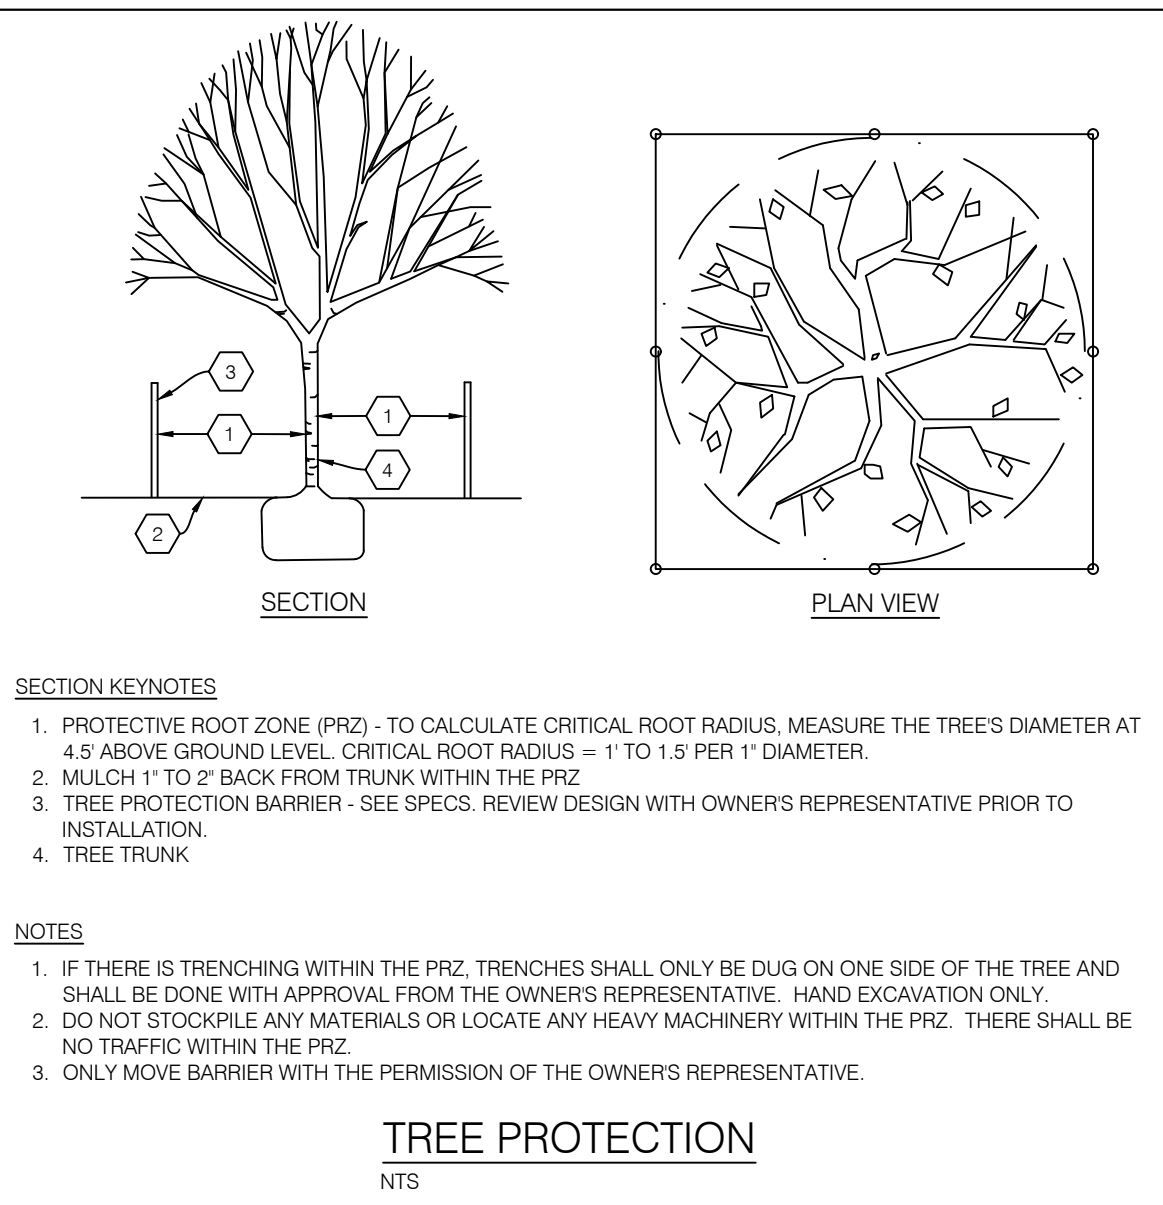 3
1
1
4
2
SECTION
PLAN VIEW
SECTION KEYNOTES
1. PROTECTIVE ROOT ZONE (PRZ) - TO CALCULATE CRITICAL ROOT RADIUS, MEASURE THE TREE'S DIAMETER AT
4.5' ABOVE GROUND LEVEL. CRITICAL ROOT RADIUS = 1' TO 1.5' PER 1" DIAMETER.
2. MULCH 1" TO 2" BACK FROM TRUNK WITHIN THE PRZ
3. TREE PROTECTION BARRIER - SEE SPECS. REVIEW DESIGN WITH OWNER'S REPRESENTATIVE PRIOR TO
INSTALLATION.
4. TREE TRUNK
NOTES
1. IF THERE IS TRENCHING WITHIN THE PRZ, TRENCHES SHALL ONLY BE DUG ON ONE SIDE OF THE TREE AND
SHALL BE DONE WITH APPROVAL FROM THE OWNER'S REPRESENTATIVE. HAND EXCAVATION ONLY.
2. DO NOT STOCKPILE ANY MATERIALS OR LOCATE ANY HEAVY MACHINERY WITHIN THE PRZ. THERE SHALL BE
NO TRAFFIC WITHIN THE PRZ.
3. ONLY MOVE BARRIER WITH THE PERMISSION OF THE OWNER'S REPRESENTATIVE.
TREE PROTECTION
NTS